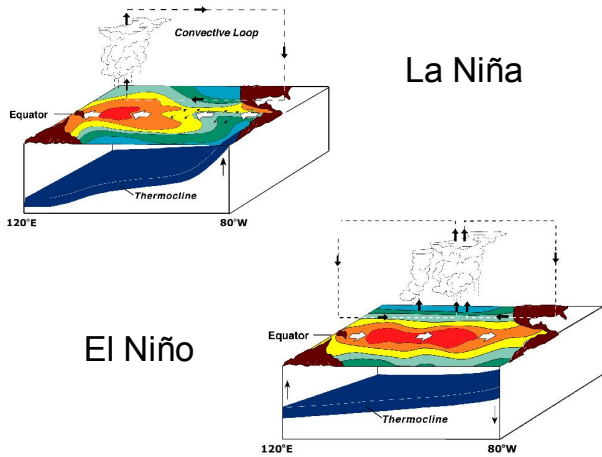 Convective Loop
La Niña
Equator
Thermocline
120°E
80°W
El Niño
Equator
Thermocline
120°E
80°W